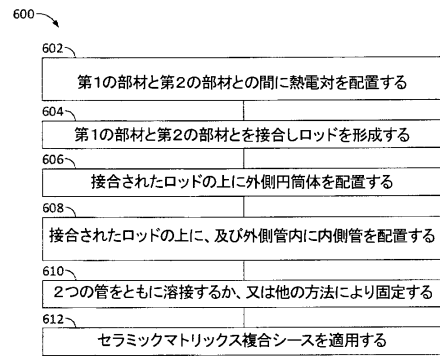 600
602
第1の部材と第2の部材との間に熱電対を配置する
604
第1の部材と第2の部材とを接合しロッドを形成する
606
接合されたロッドの上に外側円筒体を配置する
608
接合されたロッドの上に、及び外側管内に内側管を配置する
610
2つの管をともに溶接するか、又は他の方法により固定する
612
セラミックマトリックス複合シースを適用する